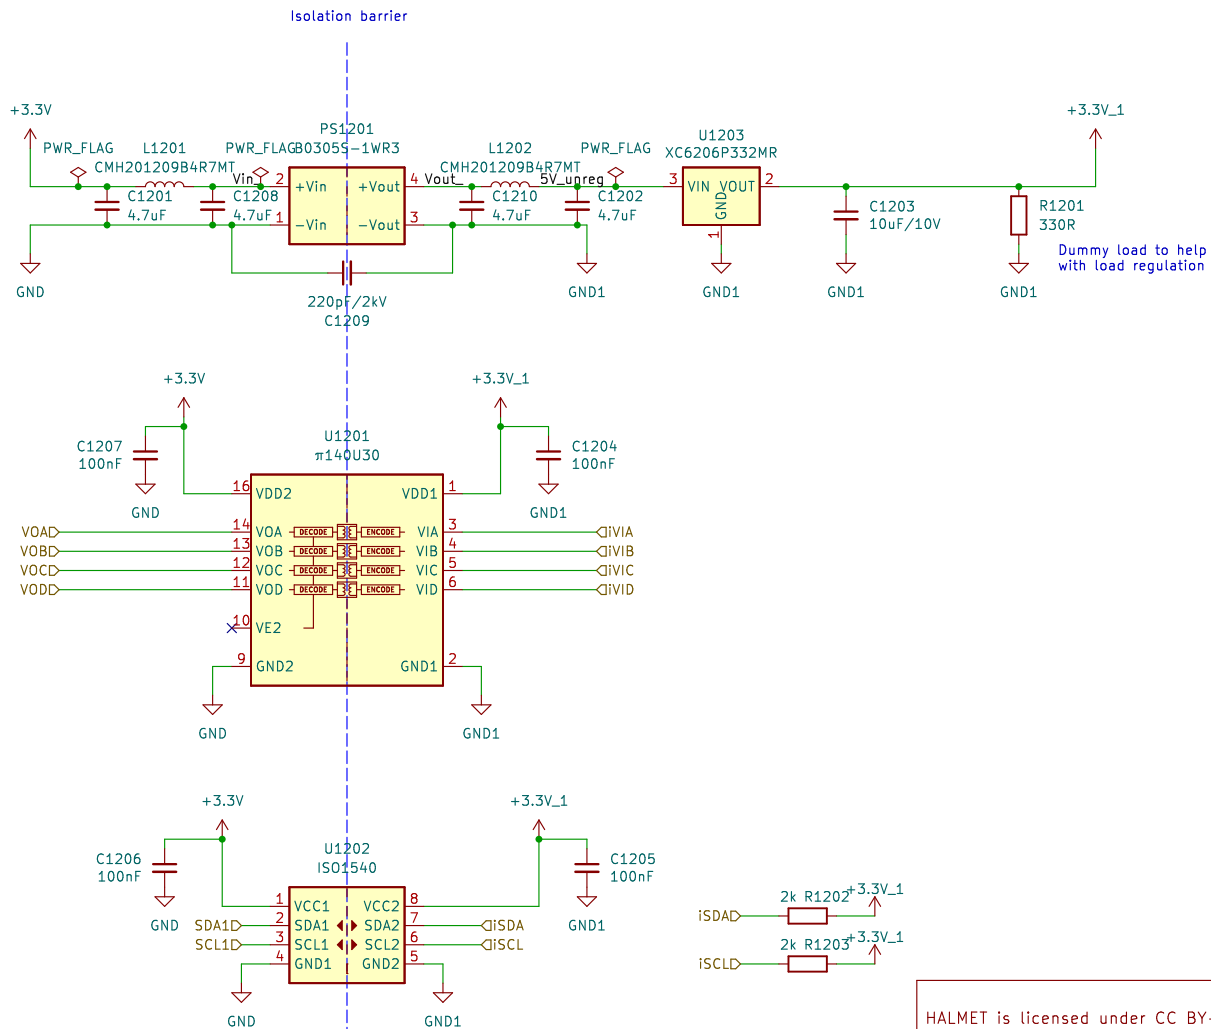 Isolation barrier
+3.3V
+3.3V_1
PS1201
B0305S-1WR3
PWR_FLAG
L1201
CMH201209B4R7MT
PWR_FLAG
L1202
CMH201209B4R7MT
PWR_FLAG
U1203
XC6206P332MR
Vin_
2
+Vin
+Vout
4
Vout_
5V_unreg
3
VIN
VOUT
2
GND
1
C1201
4.7uF
C1208
4.7uF
1
-Vin
-Vout
3
C1210
4.7uF
C1202
4.7uF
C1203
10uF/10V
R1201
330R
Dummy load to help
with load regulation
GND
GND1
GND1
GND1
GND1
220pF/2kV
C1209
+3.3V
+3.3V_1
C1207
100nF
GND
U1201
π140U30
C1204
100nF
GND1
16
VDD2
VDD1
1
VOA
14
VOA
DECODE
ENCODE
VIA
3
iVIA
VOB
13
VOB
DECODE
ENCODE
VIB
4
iVIB
VOC
12
VOC
DECODE
ENCODE
VIC
5
iVIC
VOD
11
VOD
DECODE
ENCODE
VID
6
iVID
10
VE2
9
GND2
GND1
2
GND
GND1
+3.3V
+3.3V_1
C1206
100nF
GND
U1202
ISO1540
C1205
100nF
GND1
1
VCC1
VCC2
8
SDA1
2
SDA1
SDA2
7
iSDA
SCL1
3
SCL1
SCL2
6
iSCL
4
GND1
GND2
5
GND
GND1
2k R1202
+3.3V_1
iSDA
2k R1203
+3.3V_1
iSCL
HALMET is licensed under CC BY-